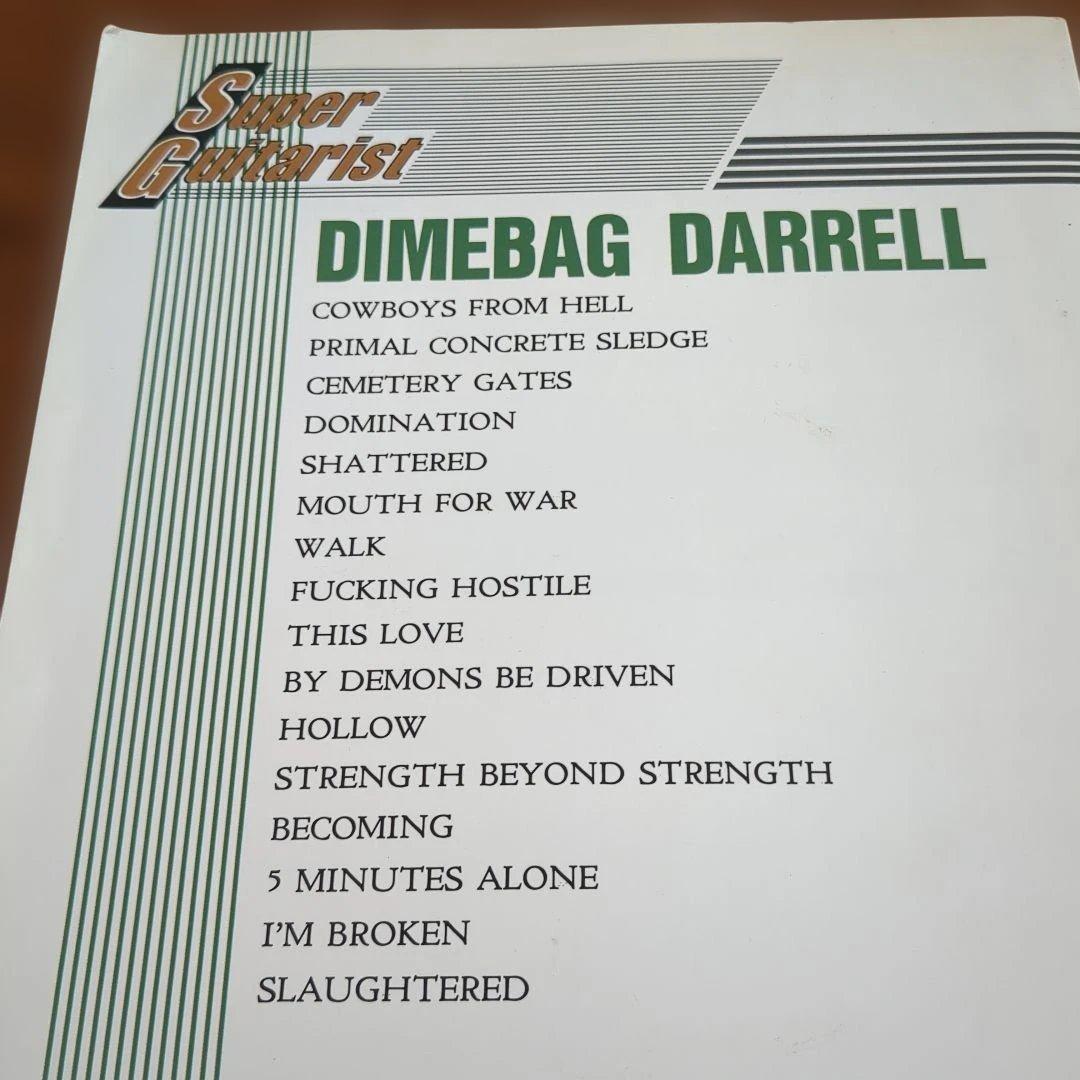 Super
Guitarist
DIMEBAG DARRELL
COWBOYS FROM HELL
PRIMAL CONCRETE SLEDGE
CEMETERY GATES
DOMINATION
SHATTERED
MOUTH FOR WAR
WALK
FUCKING HOSTILE
THIS LOVE
BY DEMONS BE DRIVEN
HOLLOW
STRENGTH BEYOND STRENGTH
BECOMING
5 MINUTES ALONE
I'M BROKEN
SLAUGHTERED